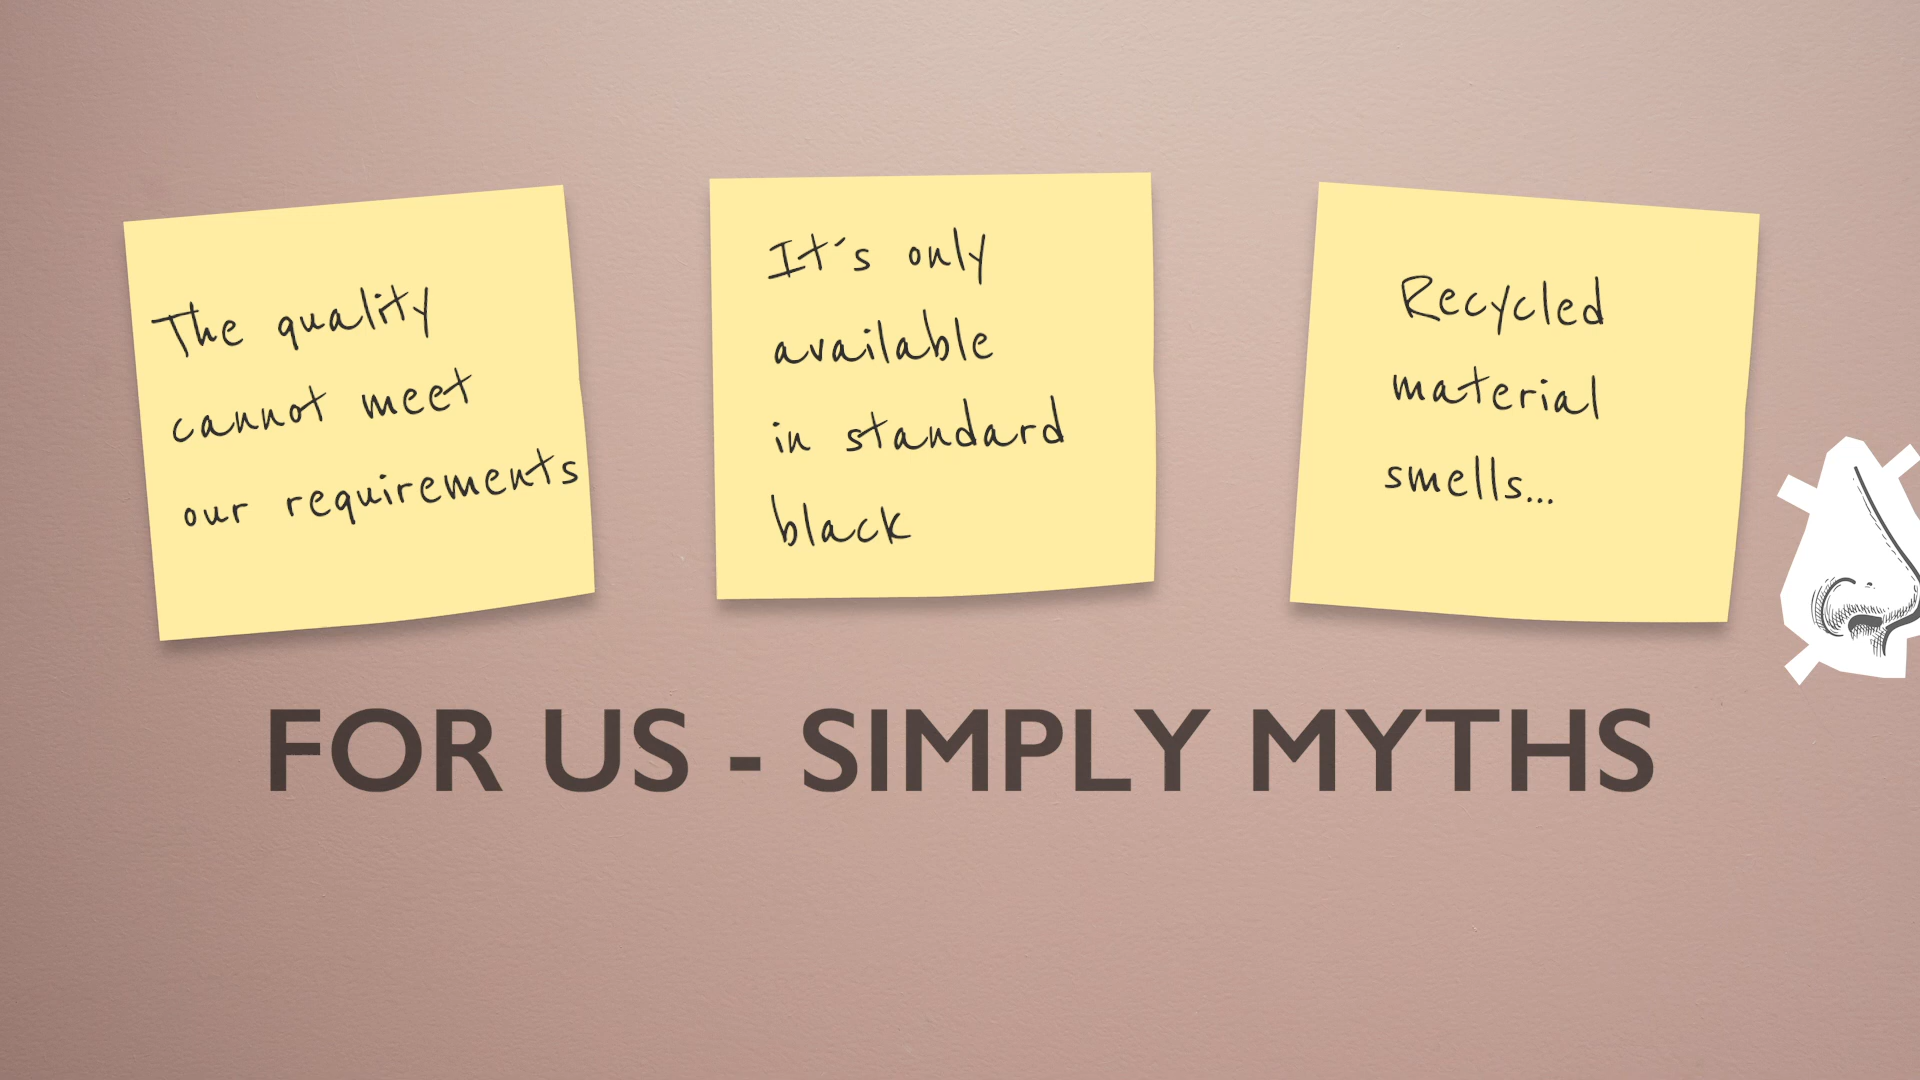 The quality
cannot meet
our requirements
It's only
available
in standard
black
Recycled
material
smells...
FOR US - SIMPLY MYTHS